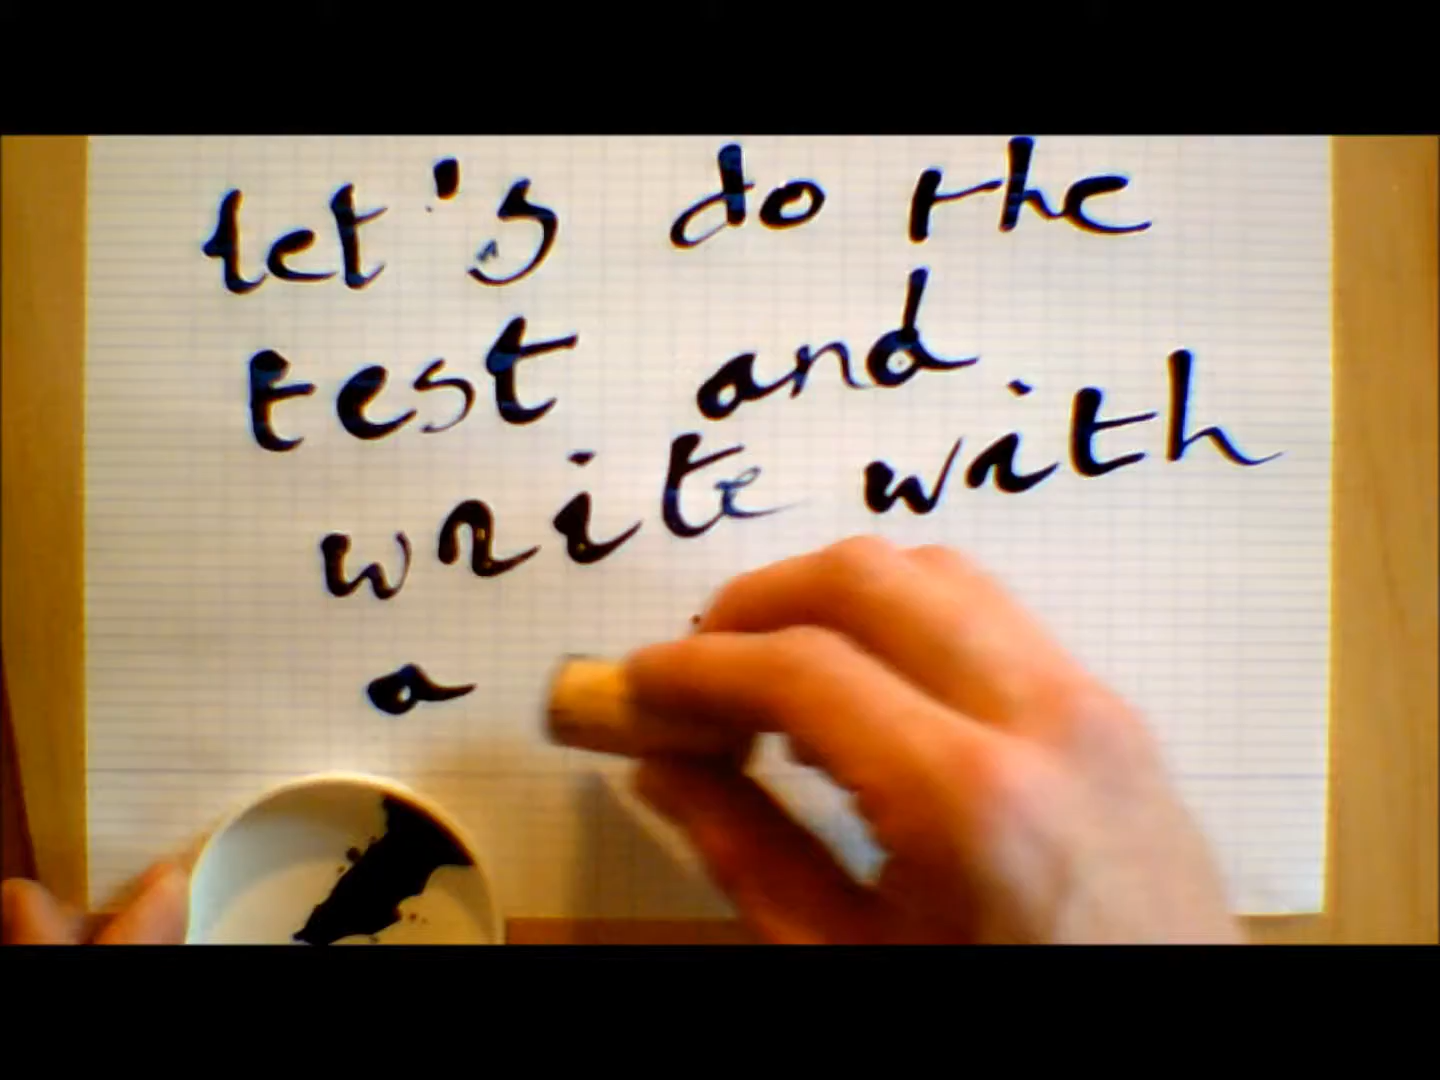 let's do the
test and
write with
a